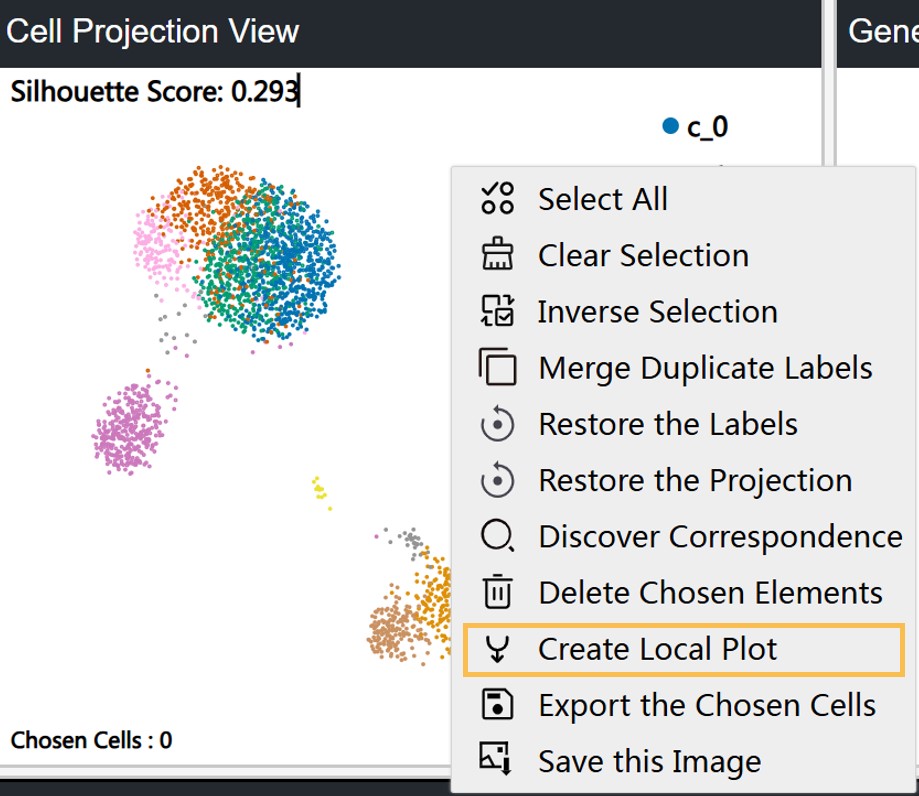 Cell Projection View
Gene
Silhouette Score: 0.293
c_0
Select All
Clear Selection
Inverse Selection
Merge Duplicate Labels
Restore the Labels
Restore the Projection
Discover Correspondence
Delete Chosen Elements
Create Local Plot
Export the Chosen Cells
Save this Image
Chosen Cells : 0